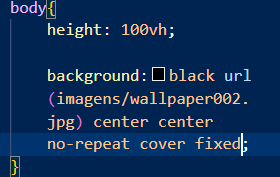 body{
height: 100vh;
background: black url
(imagens/wallpaper002.
jpg) center center
no-repeat cover fixed;
}